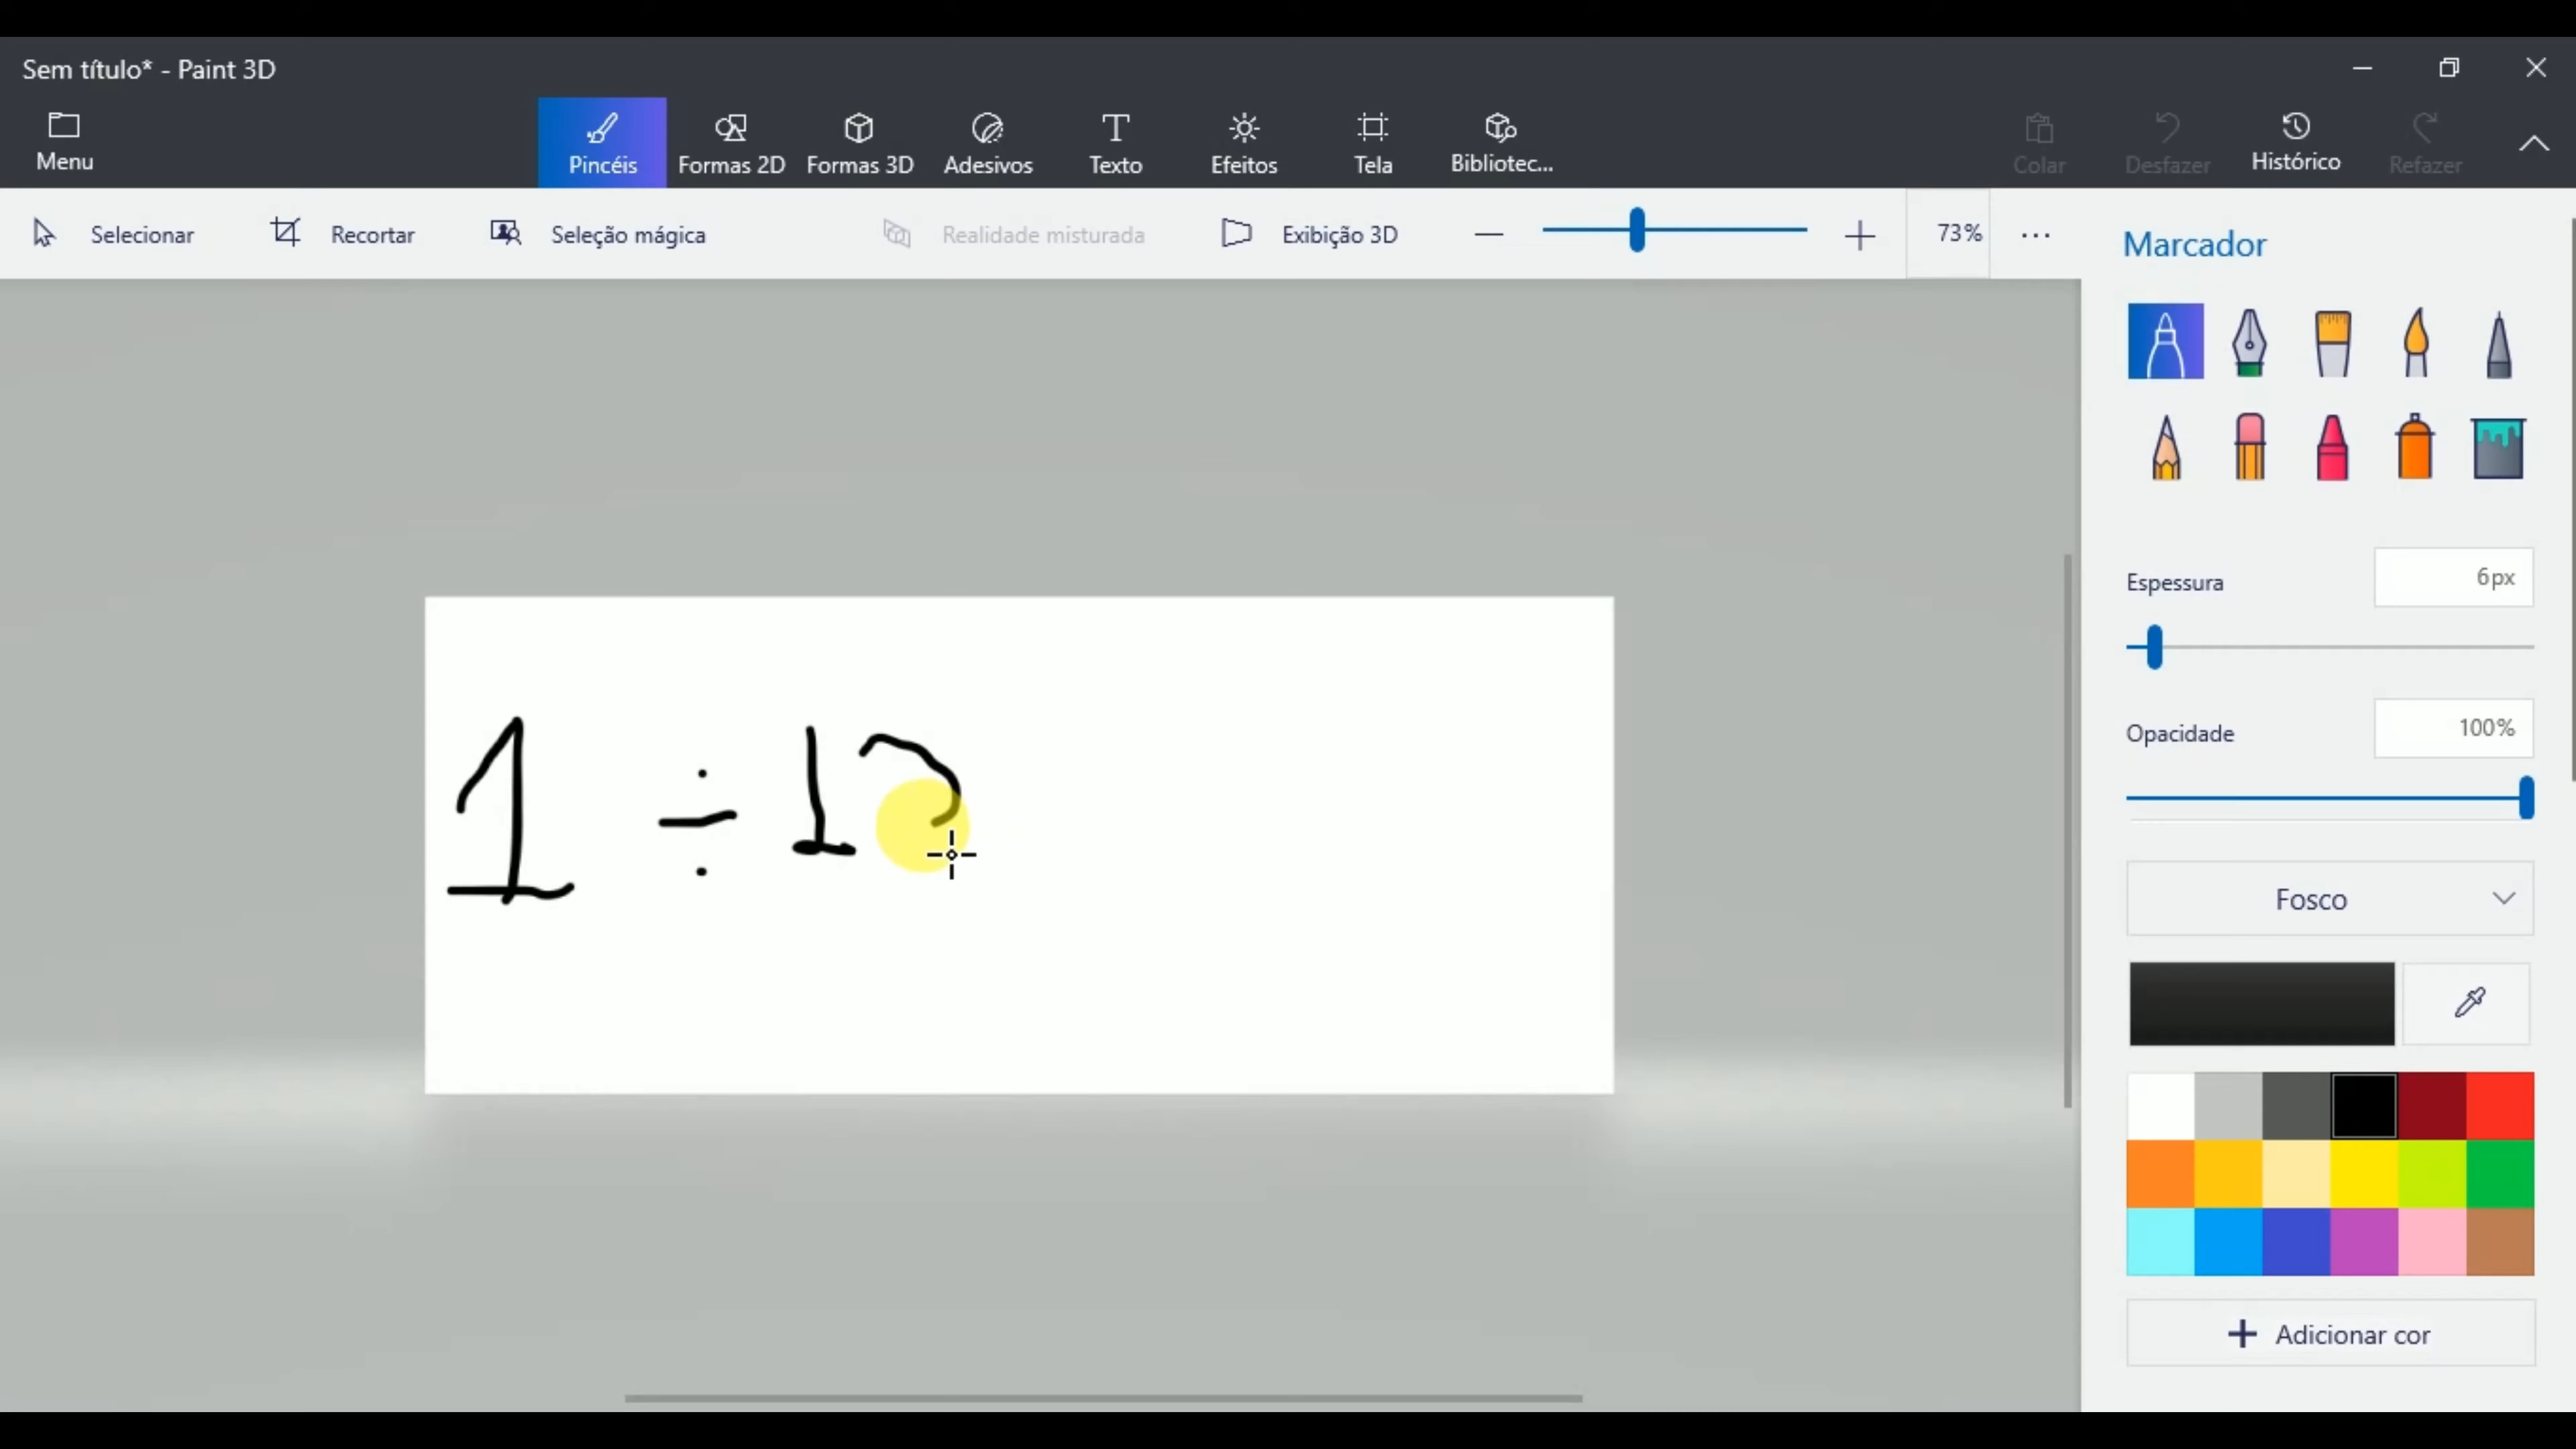 Sem título* - Paint 3D
Menu
Pincéis
Formas 2D
Formas 3D
Adesivos
Texto
Efeitos
Tela
Bibliotec...
Colar
Desfazer
Histórico
Refazer
Selecionar
Recortar
Seleção mágica
Realidade misturada
Exibição 3D
73%
Marcador
Espessura
6px
Opacidade
100%
Fosco
Adicionar cor
1 ÷ 1